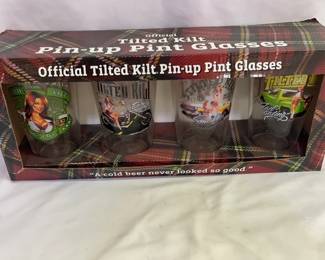 Official
Tilted Kilt
Pin-up Pint Glasses
Official Tilted Kilt Pin-up Pint Glasses
"A cold beer never looked so good."